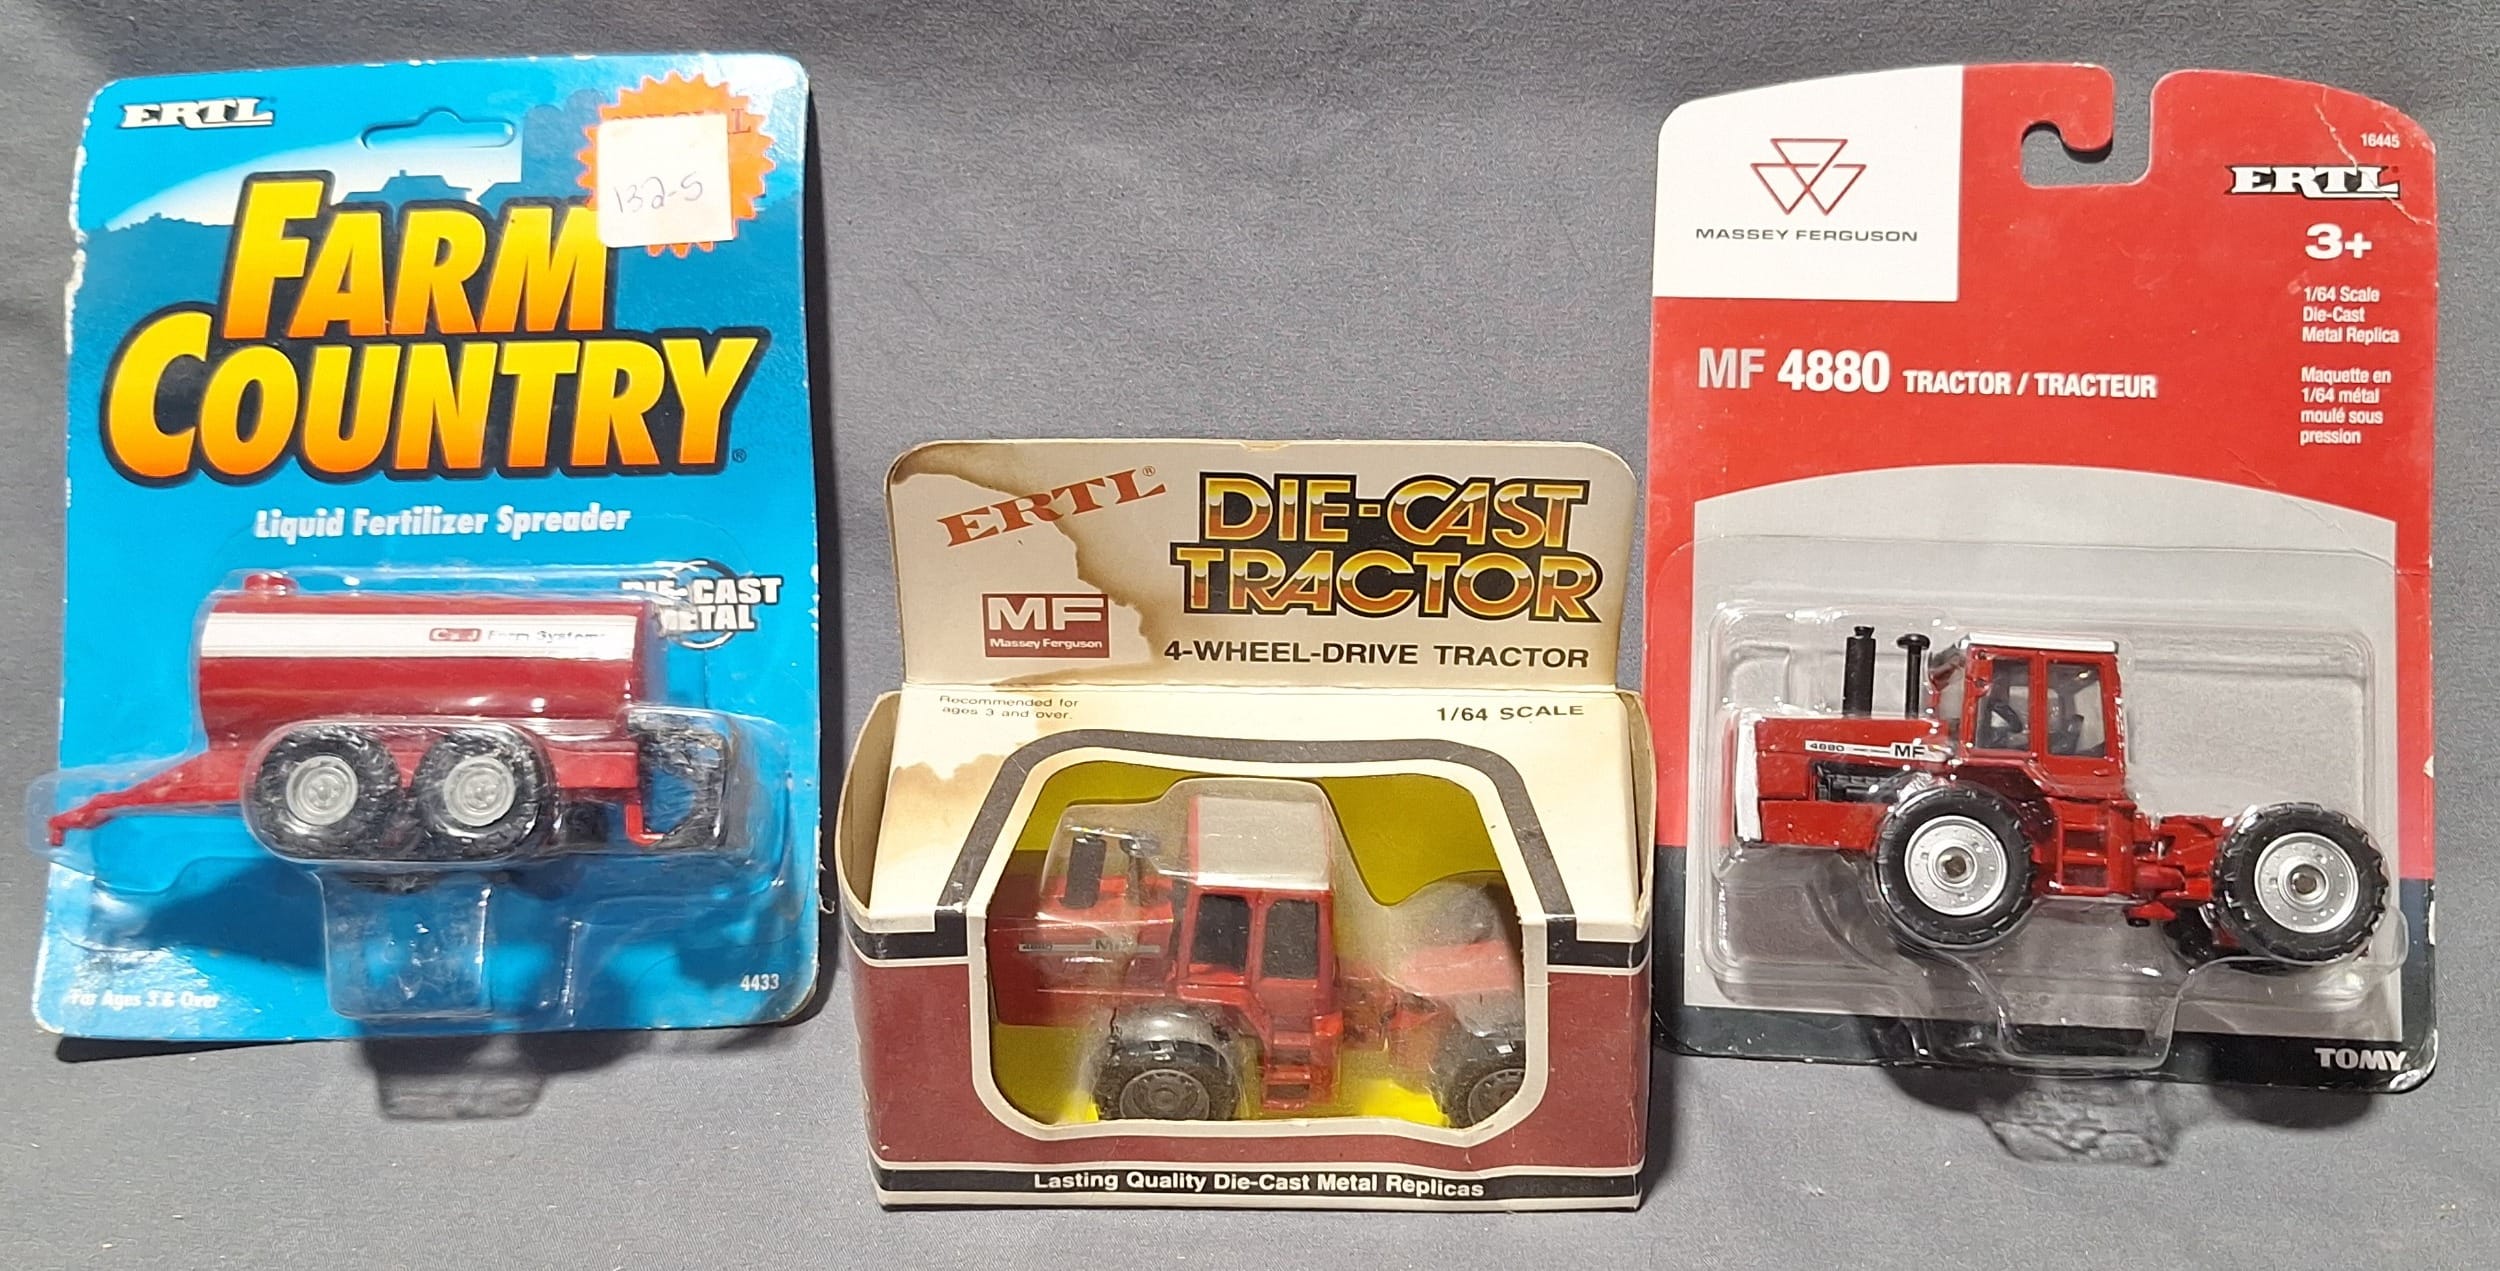 ERTL
132-5
FARM
COUNTRY®
Liquid Fertilizer Spreader
DIE-CAST
METAL
Farm Systems
For Ages 3 & Over
4433
ERTL®
DIE-CAST
TRACTOR
MF
Massey Ferguson
4-WHEEL-DRIVE TRACTOR
Recommended for
ages 3 and over.
1/64 SCALE
4880 MF
Lasting Quality Die-Cast Metal Replicas
MASSEY FERGUSON
16445
ERTL
3+
1/64 Scale
Die-Cast
Metal Replica
Maquette en
1/64 métal
moulé sous
pression
MF 4880 TRACTOR / TRACTEUR
4880 MF
TOMY